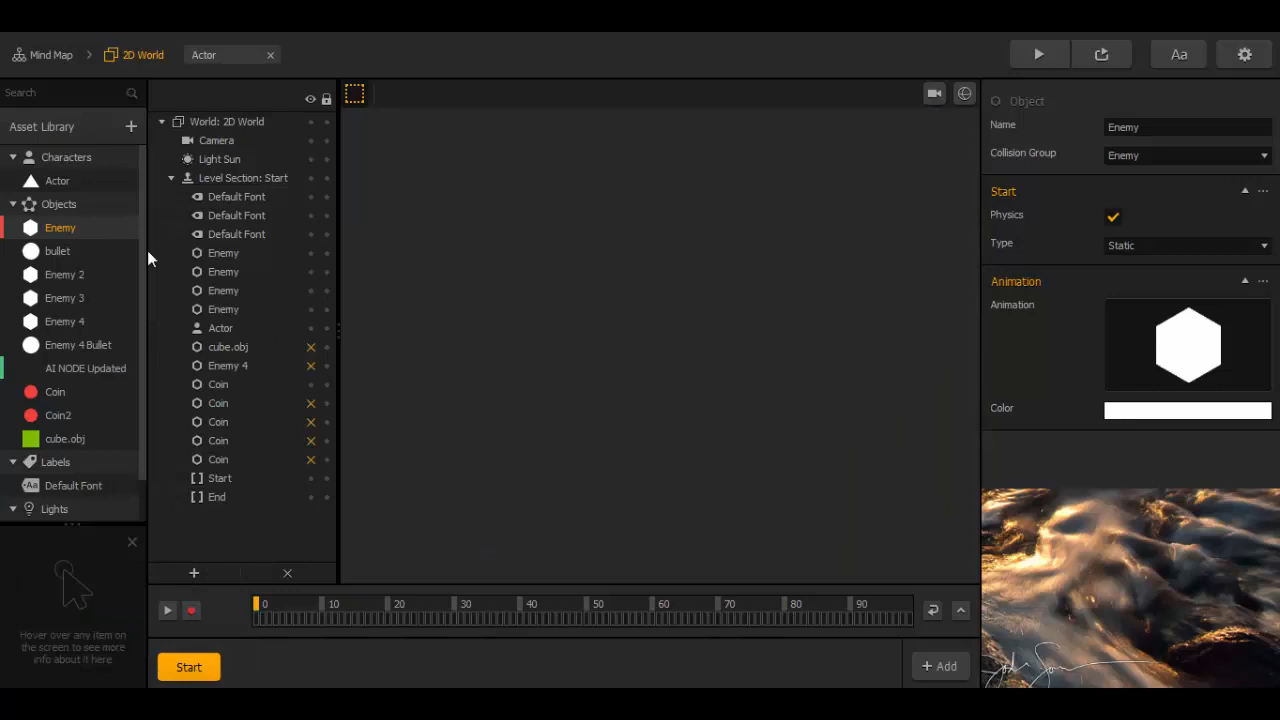 Mind Map
2D World
Actor
Aa
Search
Asset Library
Characters
Actor
Objects
Enemy
bullet
Enemy 2
Enemy 3
Enemy 4
Enemy 4 Bullet
AI NODE Updated
Coin
Coin2
cube.obj
Labels
Aa
Default Font
Lights
Hover over any item on
the screen to see more
info about it here.
World: 2D World
Camera
Light Sun
Level Section: Start
Default Font
Default Font
Default Font
Enemy
Enemy
Enemy
Enemy
Actor
cube.obj
Enemy 4
Coin
Coin
Coin
Coin
Coin
Start
End
0 10 20 30 40 50 60 70 80 90
Start
+ Add
Object
Name Enemy
Collision Group Enemy
Start
Physics
Type Static
Animation
Animation
Color